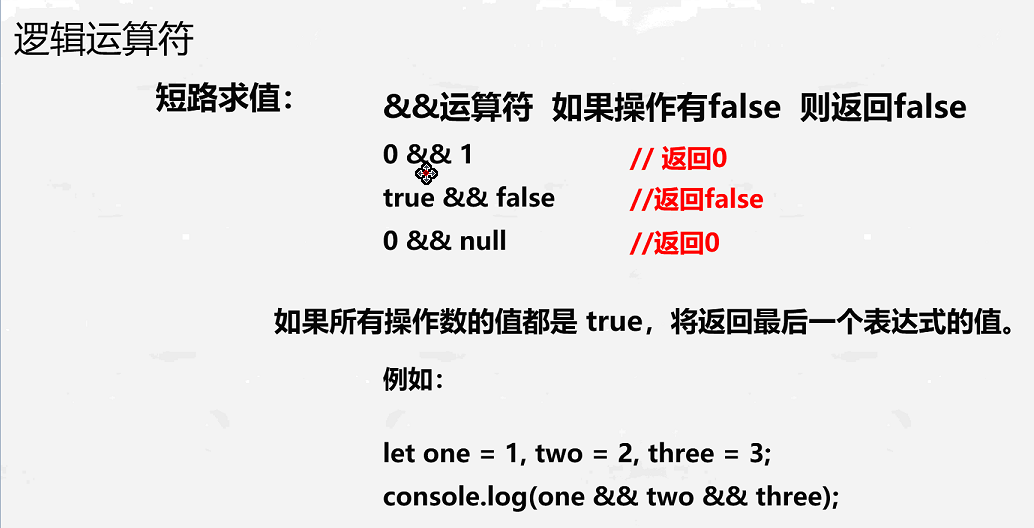 逻辑运算符
短路求值：
&&运算符 如果操作有false 则返回false
0 && 1 // 返回0
true && false //返回false
0 && null //返回0
如果所有操作数的值都是 true，将返回最后一个表达式的值。
例如：
let one = 1, two = 2, three = 3;
console.log(one && two && three);